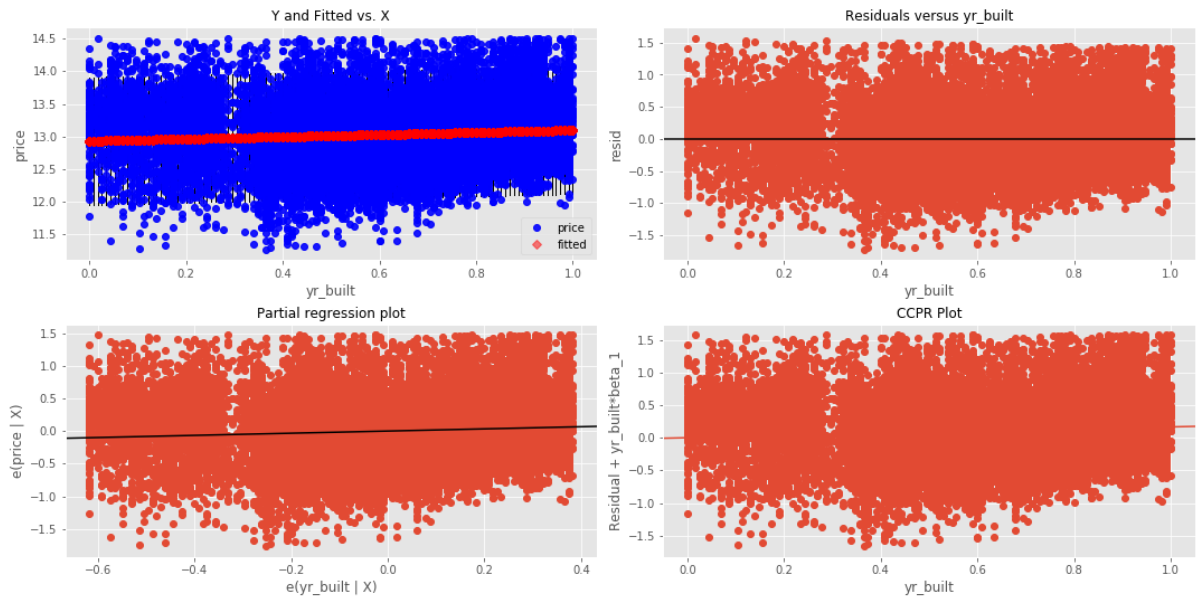 Y and Fitted vs. X
14.5
14.0
13.5
13.0
12.5
12.0
11.5
price
0.0 0.2 0.4 0.6 0.8 1.0
yr_built
price
fitted
Residuals versus yr_built
1.5
1.0
0.5
0.0
−0.5
−1.0
−1.5
resid
0.0 0.2 0.4 0.6 0.8 1.0
yr_built
Partial regression plot
1.5
1.0
0.5
0.0
−0.5
−1.0
−1.5
e(price | X)
−0.6 −0.4 −0.2 0.0 0.2 0.4
e(yr_built | X)
CCPR Plot
1.5
1.0
0.5
0.0
−0.5
−1.0
−1.5
Residual + yr_built*beta_1
0.0 0.2 0.4 0.6 0.8 1.0
yr_built